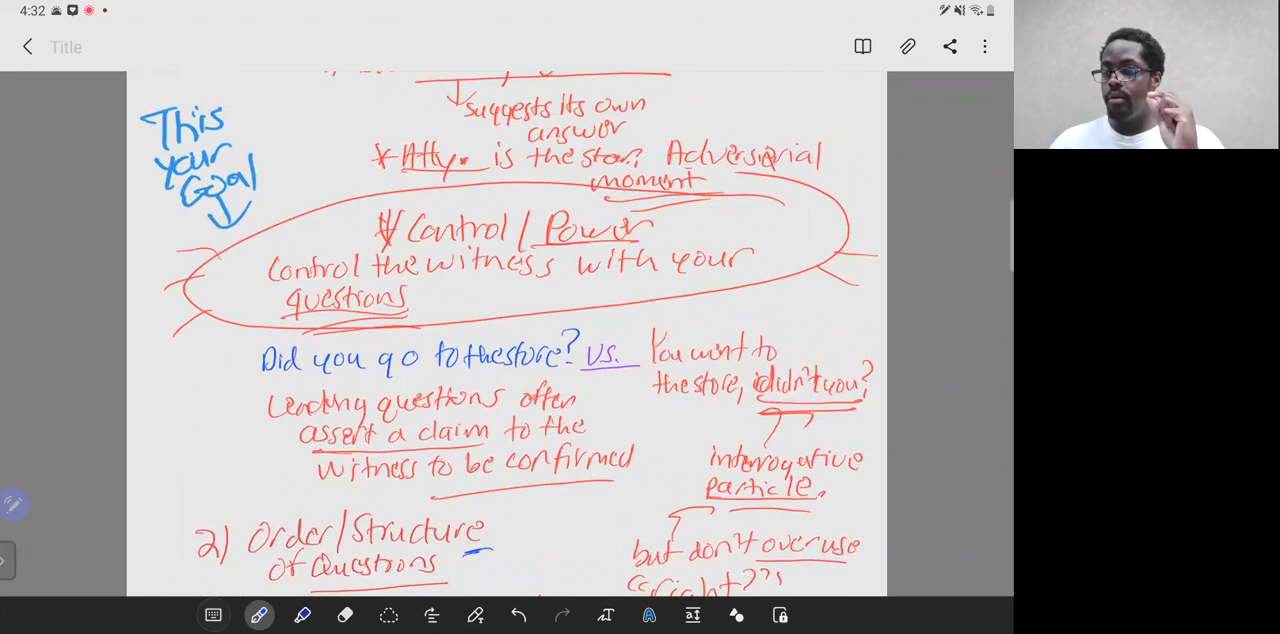 4:32
Title
suggests its own
answer
* Atty. is the star? Adversarial
moment
This
your
Goal
Control / Power
control the witness with your
questions
Did you go to the store? vs.
You went to
the store, didn't you?
Leading questions often
assert a claim to the
witness to be confirmed
interogative
particle.
2) Order/Structure
of Questions
but don't overuse
"right??"